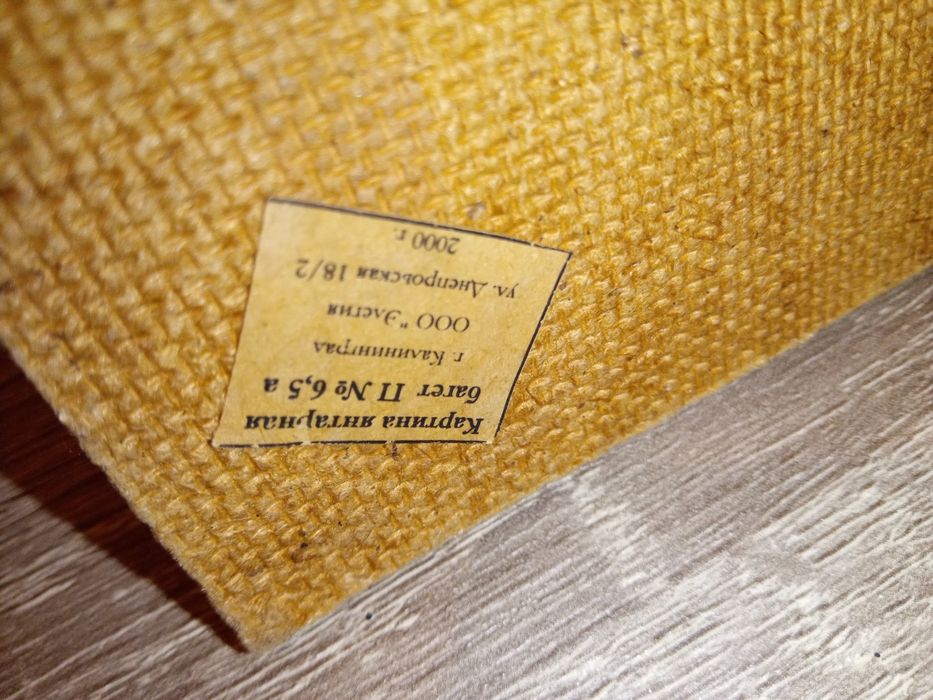 Картина янтарная
багет П № 6,5 а
г. Калининград
ООО "Элегия
ул. Днепровская 18/2
2000 г.